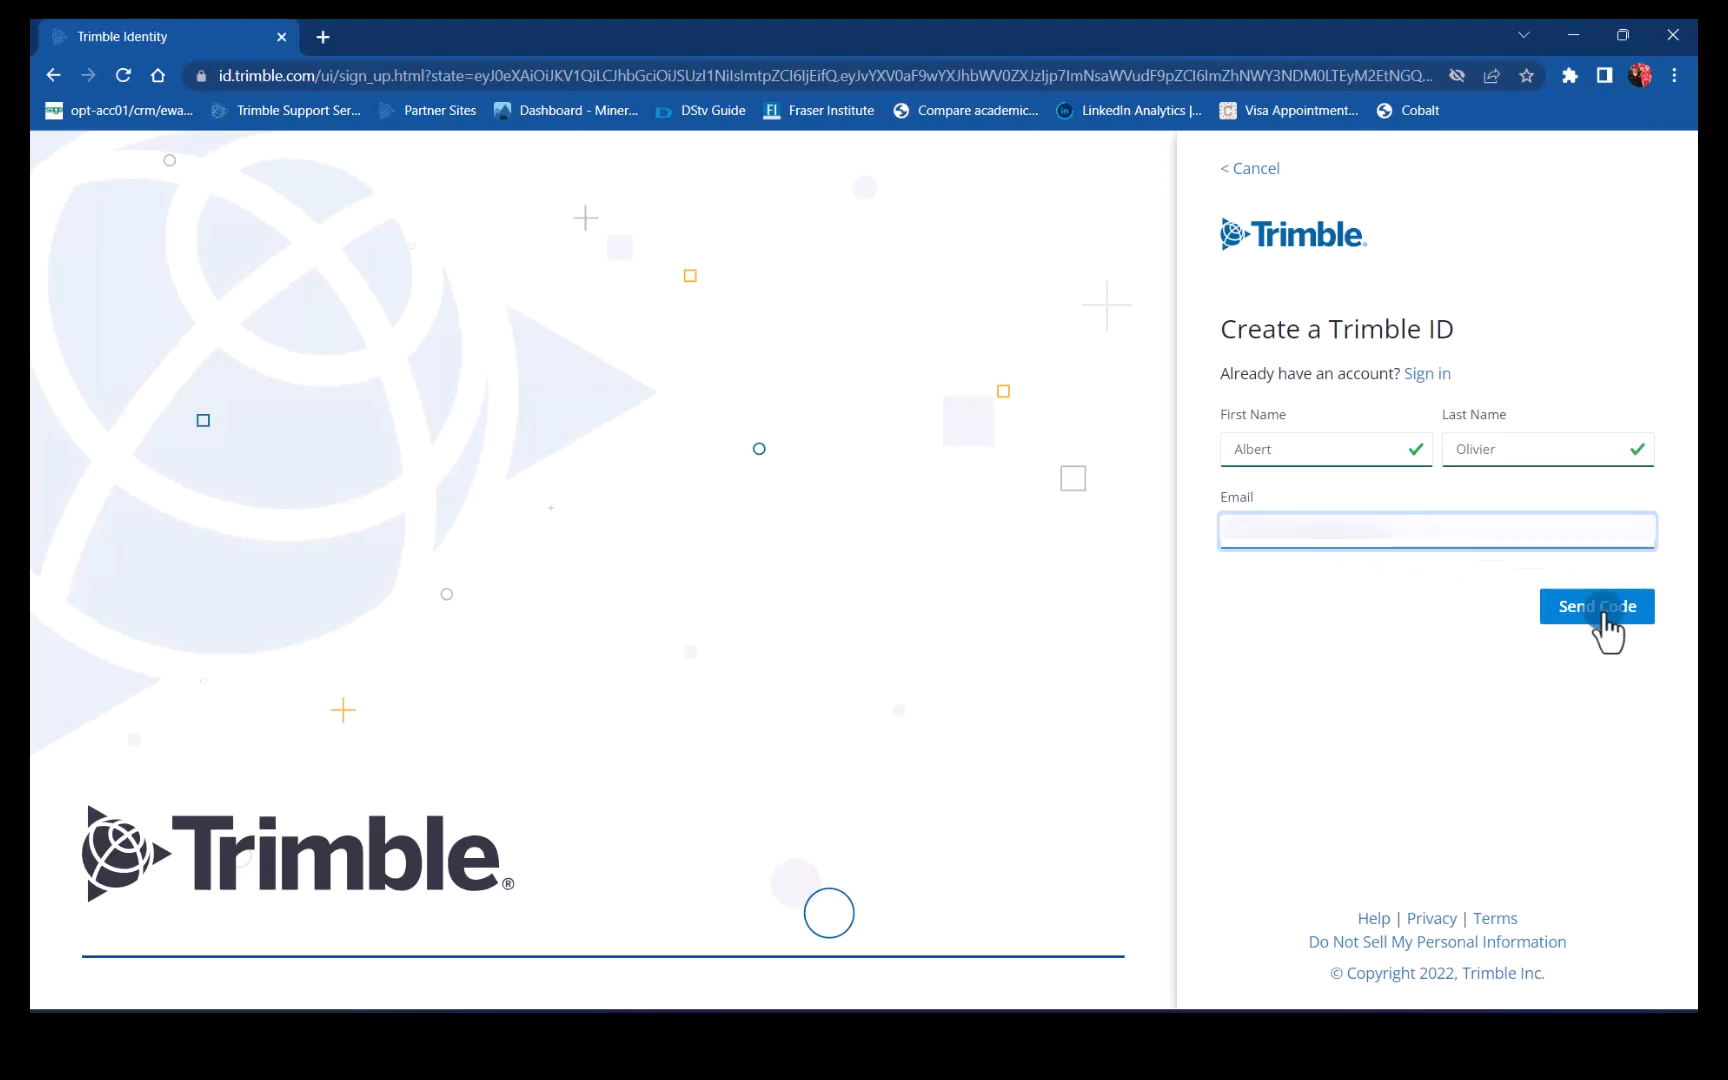 Trimble Identity
id.trimble.com/ui/sign_up.html?state=eyJ0eXAiOiJKV1QiLCJhbGciOiJSUzI1NiIsImtpZCI6IjEifQ.eyJvYXV0aF9wYXJhbWV0ZXJzIjp7ImNsaWVudF9pZCI6ImZhNWY3NDM0LTEyM2EtNGQ...
opt-acc01/crm/ewa... Trimble Support Ser... Partner Sites Dashboard - Miner... DStv Guide Fraser Institute Compare academic... LinkedIn Analytics |... Visa Appointment... Cobalt
< Cancel
Trimble
Create a Trimble ID
Already have an account? Sign in
First Name Last Name
Albert Olivier
Email
Send Code
Trimble®
Help | Privacy | Terms
Do Not Sell My Personal Information
© Copyright 2022, Trimble Inc.